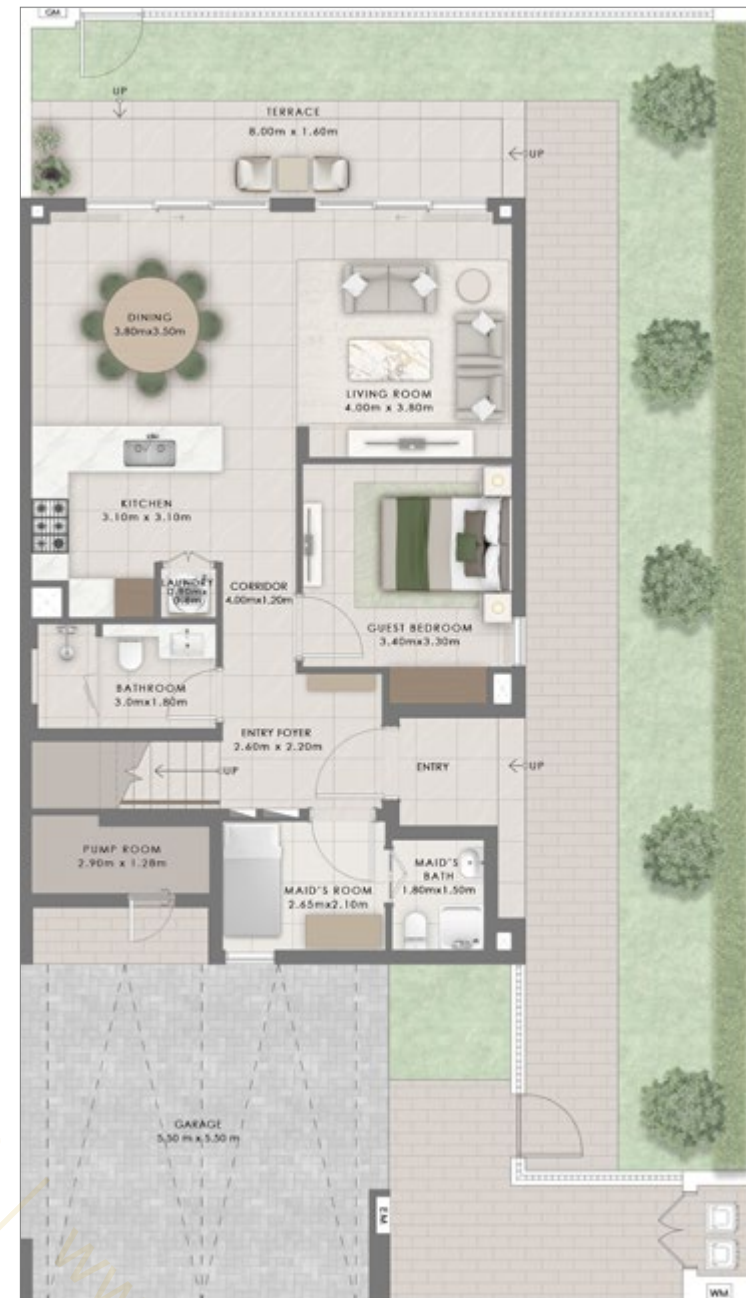 GM
UP
TERRACE
8.00m x 1.60m
UP
DINING
3.80mx3.50m
LIVING ROOM
4.00m x 3.80m
KITCHEN
3.10m x 3.10m
LAUNDRY
CORRIDOR
4.00mx1.20m
GUEST BEDROOM
3.40mx3.30m
BATHROOM
3.0mx1.80m
ENTRY FOYER
2.60m x 2.20m
UP
ENTRY
UP
PUMP ROOM
2.90m x 1.28m
MAID'S ROOM
2.65mx2.10m
MAID'S
BATH
1.80mx1.50m
GARAGE
5.50 m x 5.50 m
EM
WM